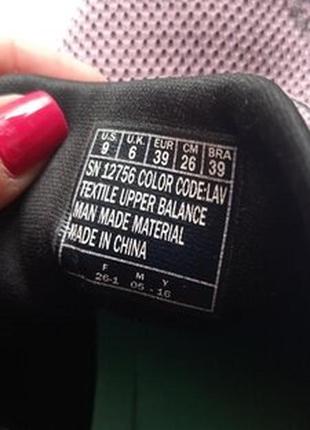 U.S. U.K. EUR CM BRA
9 6 39 26 39
SN 12756 COLOR CODE:LAV
TEXTILE UPPER BALANCE
MAN MADE MATERIAL
MADE IN CHINA
F M Y
26-1 05 - 16